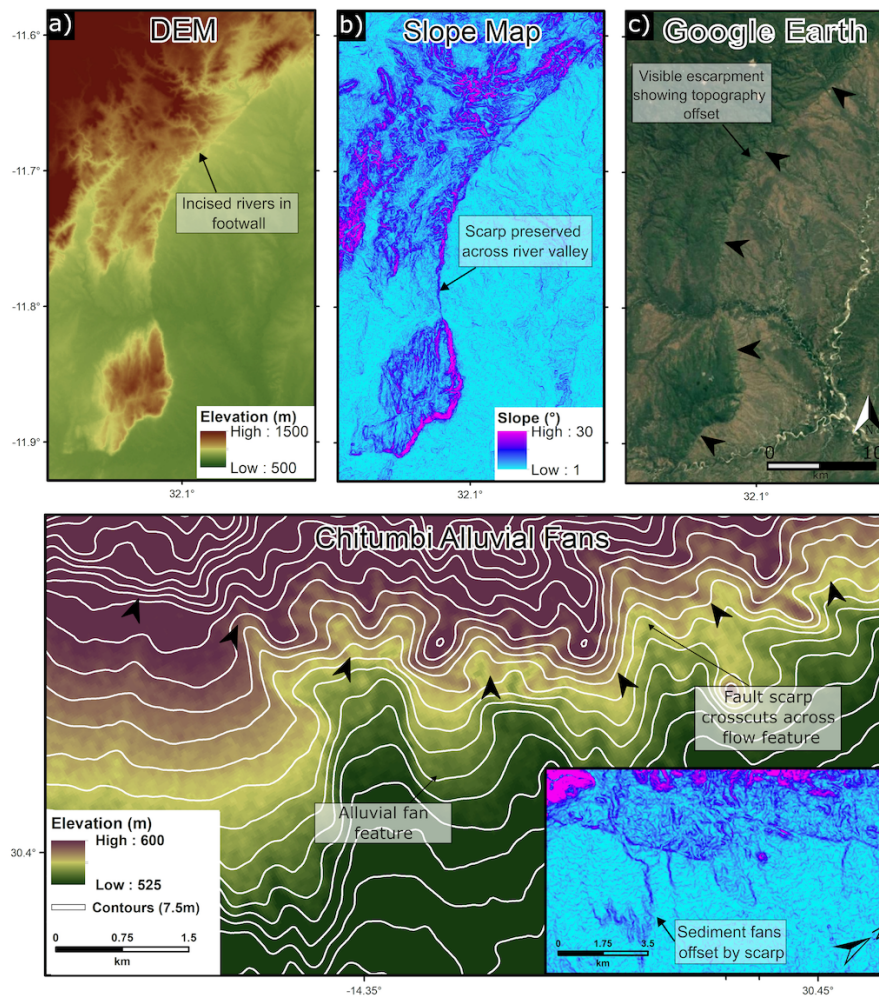 a)
DEM
b)
Slope Map
c)
Google Earth
-11.6°
-11.7°
-11.8°
-11.9°
Incised rivers in
footwall
Elevation (m)
High : 1500
Low : 500
32.1°
Scarp preserved
across river valley
Slope (°)
High : 30
Low : 1
32.1°
Visible escarpment
showing topography
offset
0
10
km
32.1°
Chitumbi Alluvial Fans
Fault scarp
crosscuts across
flow feature
Alluvial fan
feature
Elevation (m)
High : 600
Low : 525
Contours (7.5m)
0
0.75
1.5
km
30.4°
Sediment fans
offset by scarp
0
1.75
3.5
km
-14.35°
30.45°